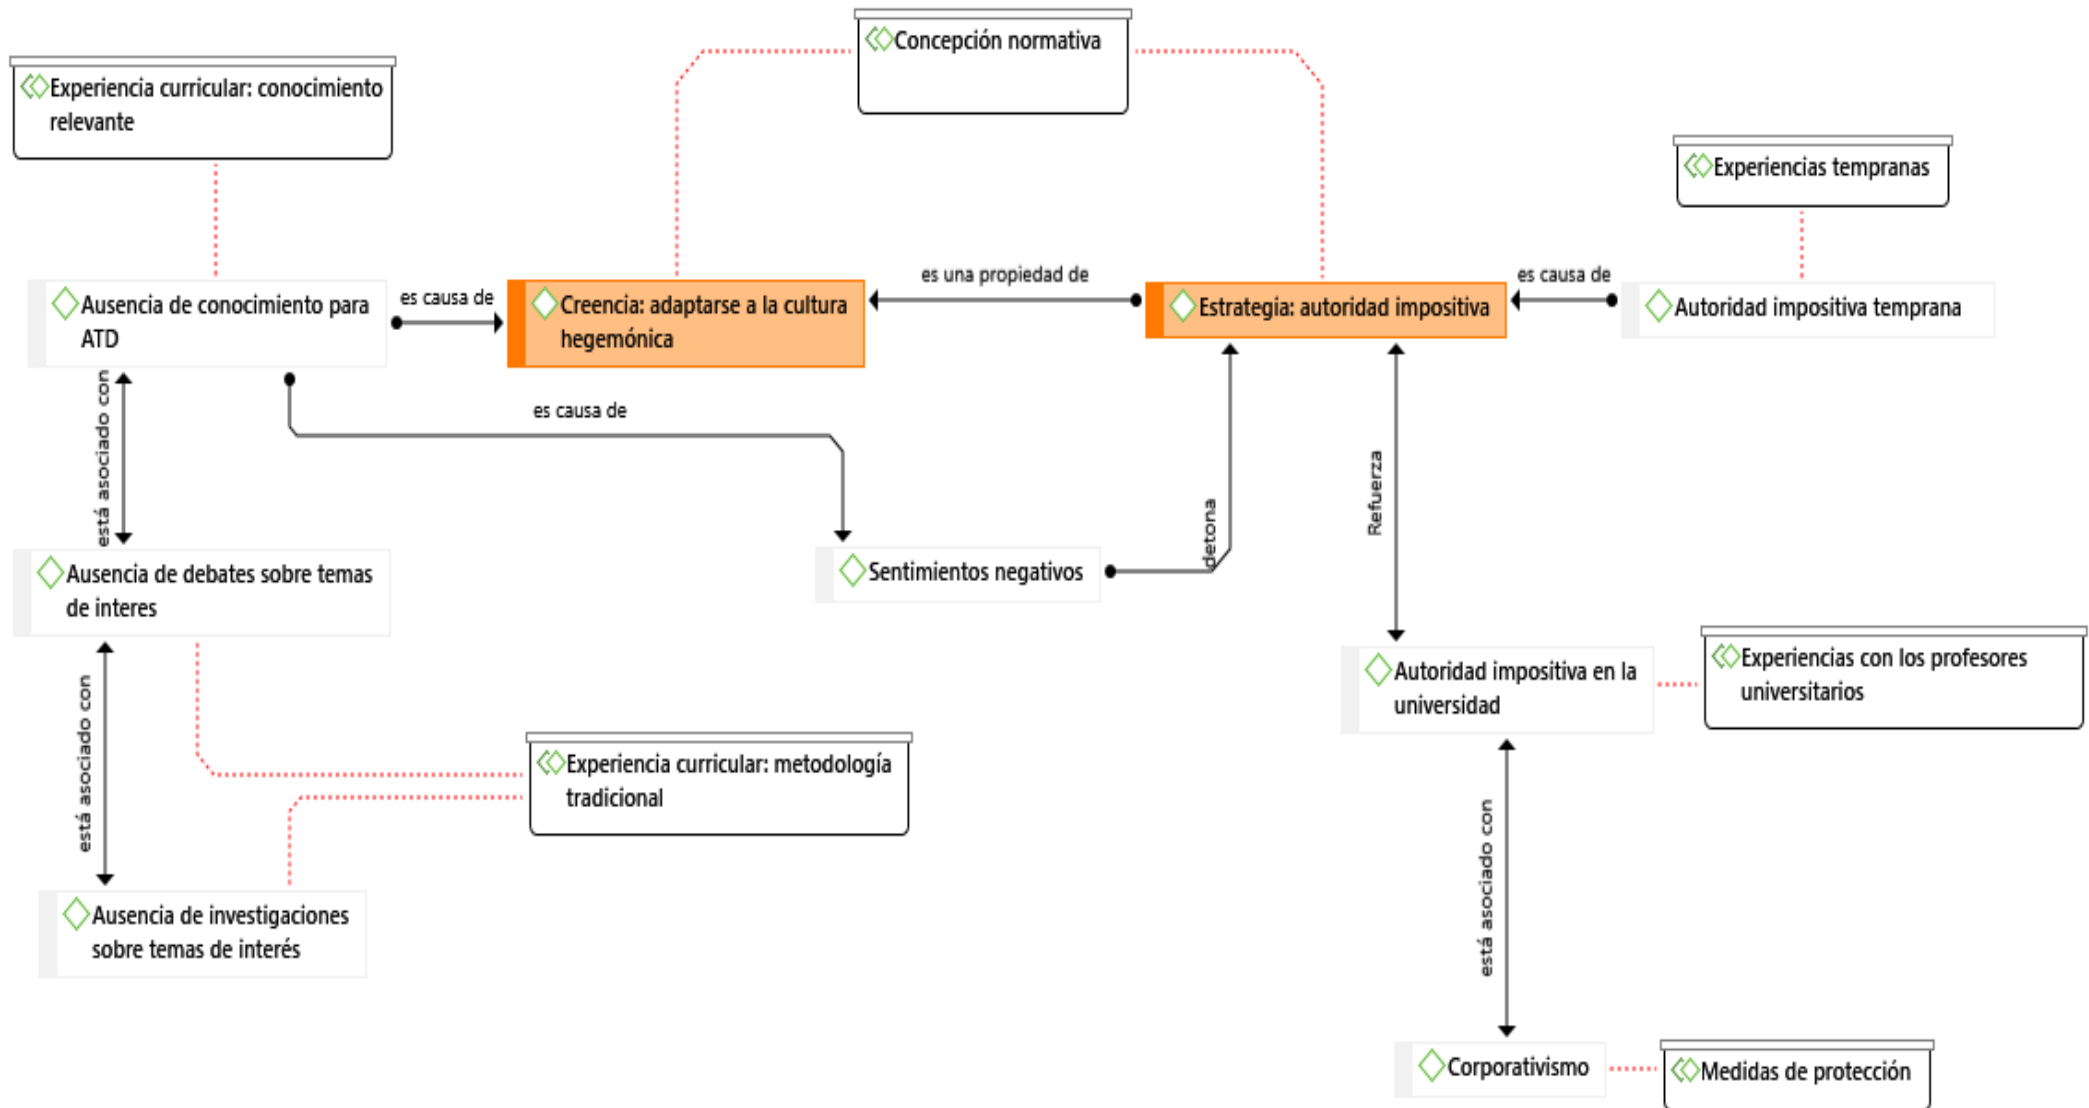 Concepción normativa
Experiencia curricular: conocimiento
relevante
Experiencias tempranas
es una propiedad de
es causa de
es causa de
Ausencia de conocimiento para
ATD
Creencia: adaptarse a la cultura
hegemónica
Estrategia: autoridad impositiva
Autoridad impositiva temprana
es causa de
está asociado con
Refuerza
detona
Ausencia de debates sobre temas
de interes
Sentimientos negativos
Autoridad impositiva en la
universidad
Experiencias con los profesores
universitarios
está asociado con
Experiencia curricular: metodología
tradicional
está asociado con
Ausencia de investigaciones
sobre temas de interés
Corporativismo
Medidas de protección